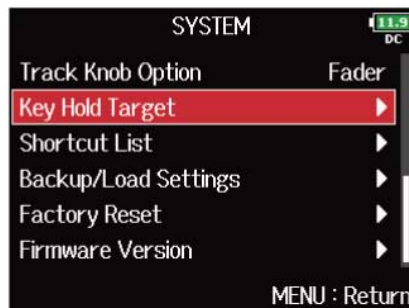 SYSTEM
11.9
DC
Track Knob Option Fader
Key Hold Target
Shortcut List
Backup/Load Settings
Factory Reset
Firmware Version
MENU : Return